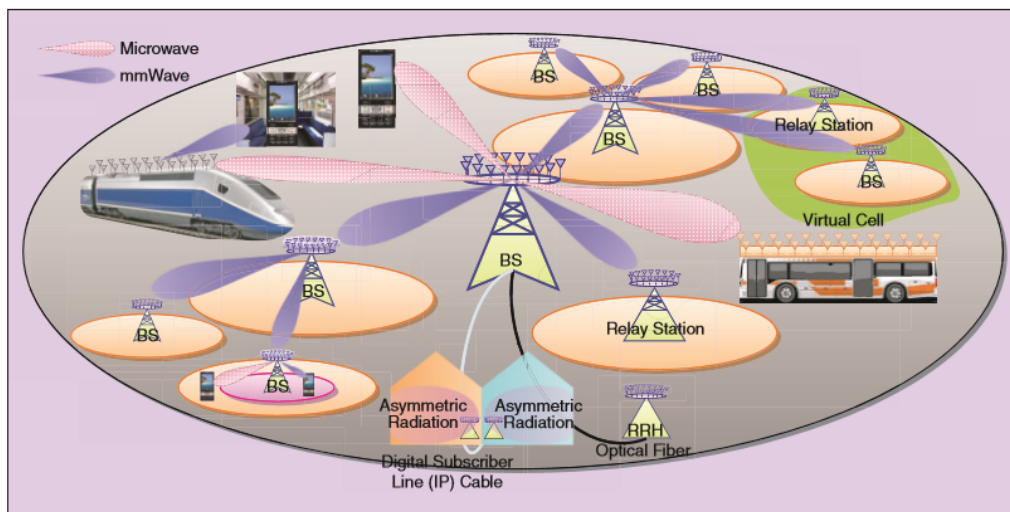 Microwave
mmWave
BS
BS
BS
Relay Station
BS
Virtual Cell
BS
BS
BS
Relay Station
BS
Asymmetric
Radiation
Asymmetric
Radiation
RRH
Optical Fiber
Digital Subscriber
Line (IP) Cable